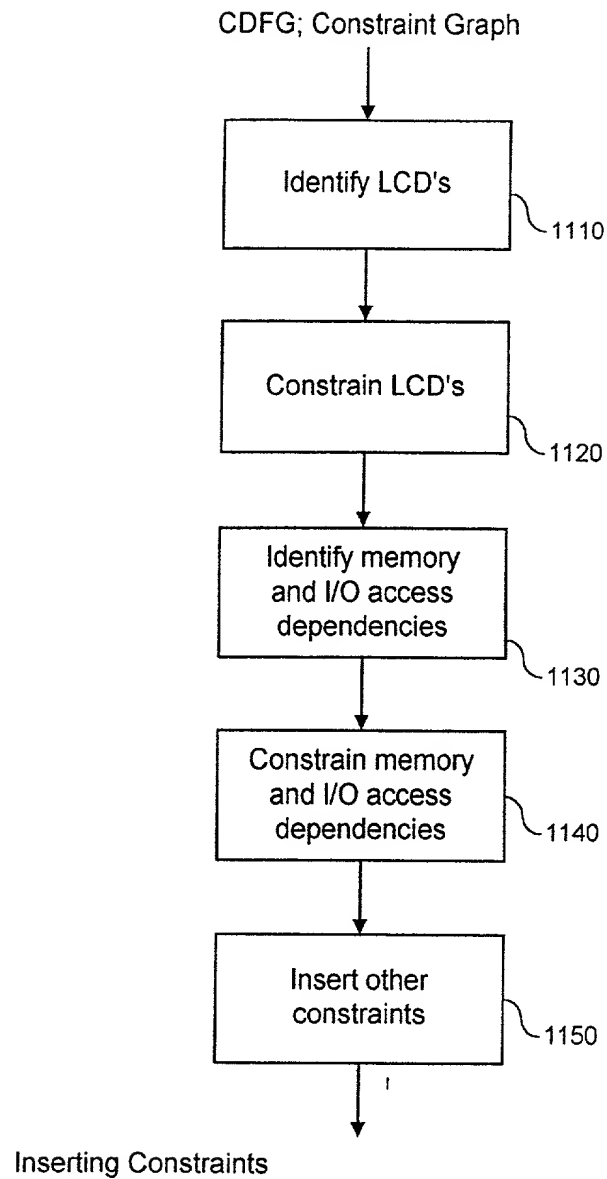 CDFG; Constraint Graph
Identify LCD's
1110
Constrain LCD's
1120
Identify memory
and I/O access
dependencies
1130
Constrain memory
and I/O access
dependencies
1140
Insert other
constraints
1150
Inserting Constraints